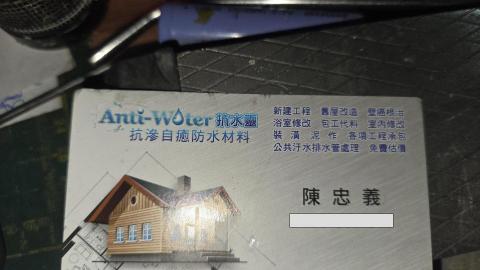 Anti-Water 抗水靈
抗滲自癒防水材料
新建工程 舊屋改造 壁癌根治
浴室修改 包工代料 室內修改
裝潢泥作 各項工程承包
公共汙水排水管處理 免費估價
陳忠義